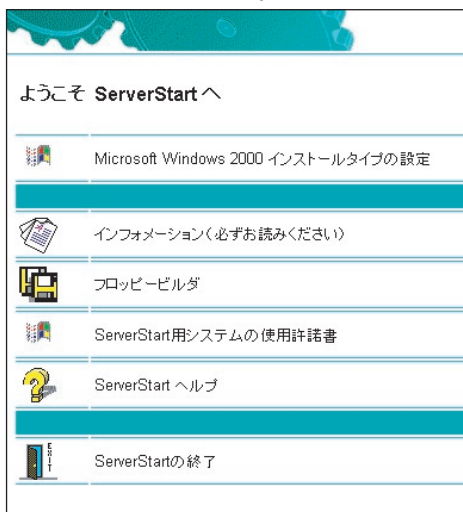 ようこそ ServerStart へ
Microsoft Windows 2000 インストールタイプの設定
インフォメーション（必ずお読みください）
フロッピービルダ
ServerStart用システムの使用許諾書
ServerStart ヘルプ
EXIT
ServerStartの終了